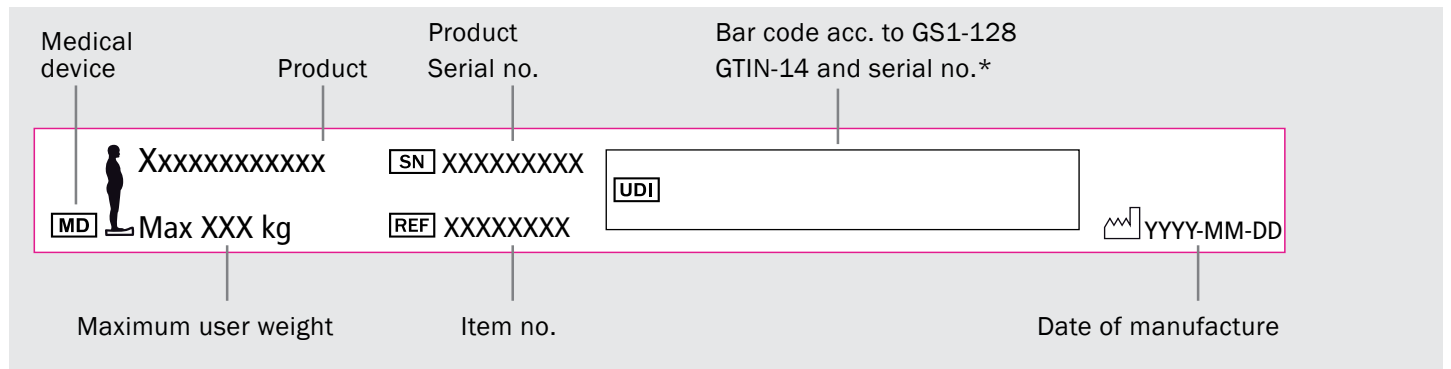 Medical
device
Product
Product
Serial no.
Bar code acc. to GS1-128
GTIN-14 and serial no.*
Xxxxxxxxxxxx
SN XXXXXXXXX
UDI
MD
Max XXX kg
REF XXXXXXXX
YYYY-MM-DD
Maximum user weight
Item no.
Date of manufacture